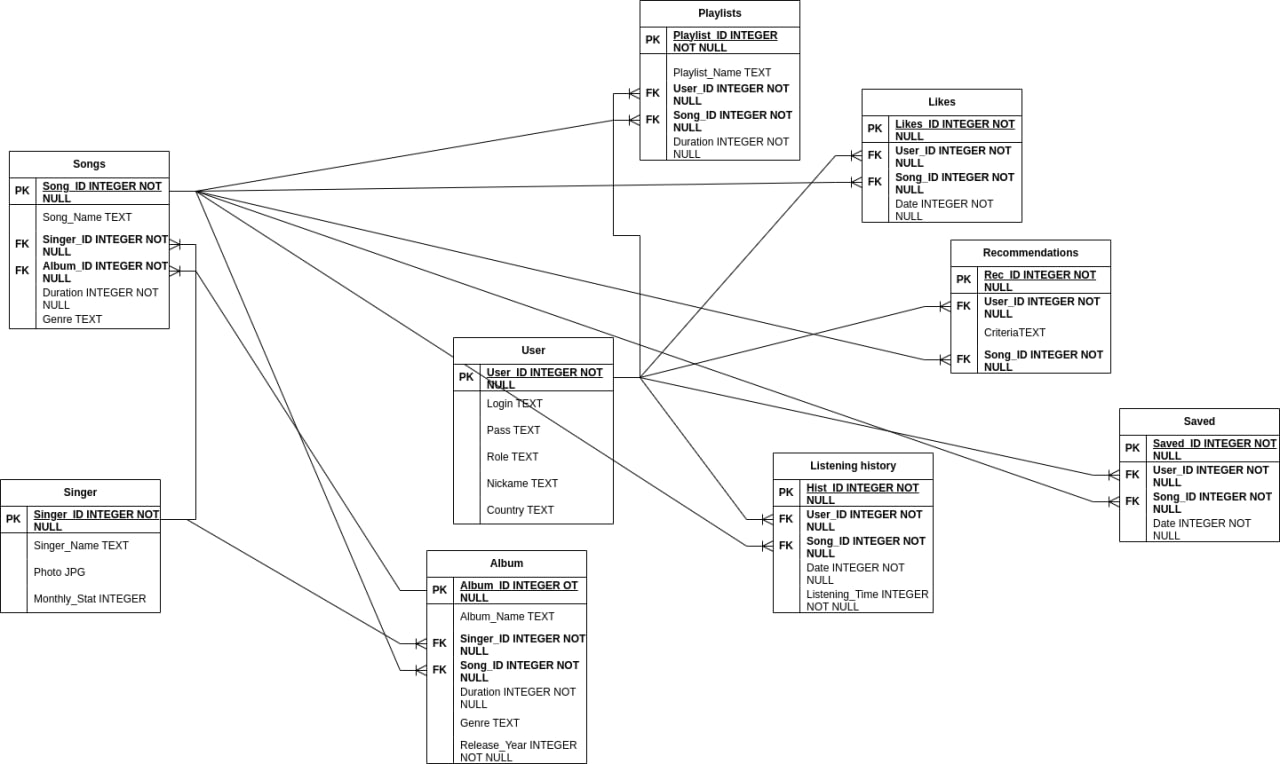 Playlists
PK
Playlist_ID INTEGER
NOT NULL
Playlist_Name TEXT
FK
User_ID INTEGER NOT
NULL
FK
Song_ID INTEGER NOT
NULL
Duration INTEGER NOT
NULL
Likes
PK
Likes_ID INTEGER NOT
NULL
FK
User_ID INTEGER NOT
NULL
FK
Song_ID INTEGER NOT
NULL
Date INTEGER NOT
NULL
Songs
PK
Song_ID INTEGER NOT
NULL
Song_Name TEXT
FK
Singer_ID INTEGER NOT
NULL
FK
Album_ID INTEGER NOT
NULL
Duration INTEGER NOT
NULL
Genre TEXT
Recommendations
PK
Rec_ID INTEGER NOT
NULL
FK
User_ID INTEGER NOT
NULL
CriteriaTEXT
FK
Song_ID INTEGER NOT
NULL
User
PK
User_ID INTEGER NOT
NULL
Login TEXT
Pass TEXT
Role TEXT
Nickame TEXT
Country TEXT
Saved
PK
Saved_ID INTEGER NOT
NULL
FK
User_ID INTEGER NOT
NULL
FK
Song_ID INTEGER NOT
NULL
Date INTEGER NOT
NULL
Listening history
PK
Hist_ID INTEGER NOT
NULL
FK
User_ID INTEGER NOT
NULL
FK
Song_ID INTEGER NOT
NULL
Date INTEGER NOT
NULL
Listening_Time INTEGER
NOT NULL
Singer
PK
Singer_ID INTEGER NOT
NULL
Singer_Name TEXT
Photo JPG
Monthly_Stat INTEGER
Album
PK
Album_ID INTEGER OT
NULL
Album_Name TEXT
FK
Singer_ID INTEGER NOT
NULL
FK
Song_ID INTEGER NOT
NULL
Duration INTEGER NOT
NULL
Genre TEXT
Release_Year INTEGER
NOT NULL